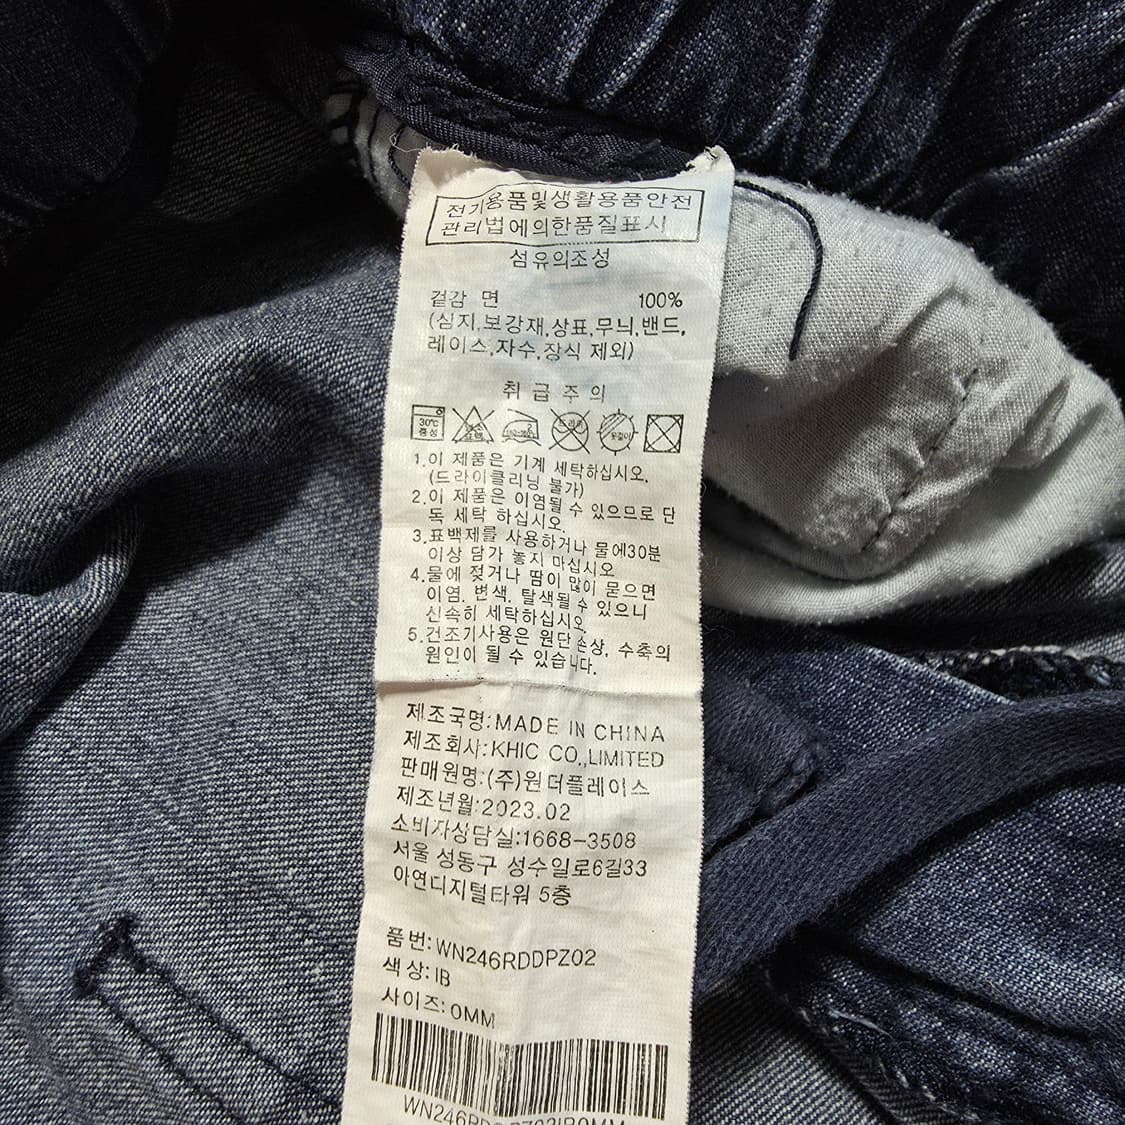 전기용품및생활용품안전
관리법에의한품질표시
섬유의조성
겉감 면 100%
(심지,보강재,상표,무늬,밴드,
레이스,자수,장식 제외)
취급주의
30℃
중성
옷걸이
1.이 제품은 기계 세탁하십시오.
(드라이클리닝 불가)
2.이 제품은 이염될 수 있으므로 단
독 세탁 하십시오.
3.표백제를 사용하거나 물에30분
이상 담가 놓지 마십시오
4.물에 젖거나 땀이 많이 묻으면
이염. 변색. 탈색될 수 있으니
신속히 세탁하십시오.
5.건조기사용은 원단손상, 수축의
원인이 될 수 있습니다.
제조국명:MADE IN CHINA
제조회사:KHIC CO.,LIMITED
판매원명:(주)원더플레이스
제조년월:2023.02
소비자상담실:1668-3508
서울 성동구 성수일로6길33
아연디지털타워 5층
품번:WN246RDDPZ02
색상:IB
사이즈:0MM